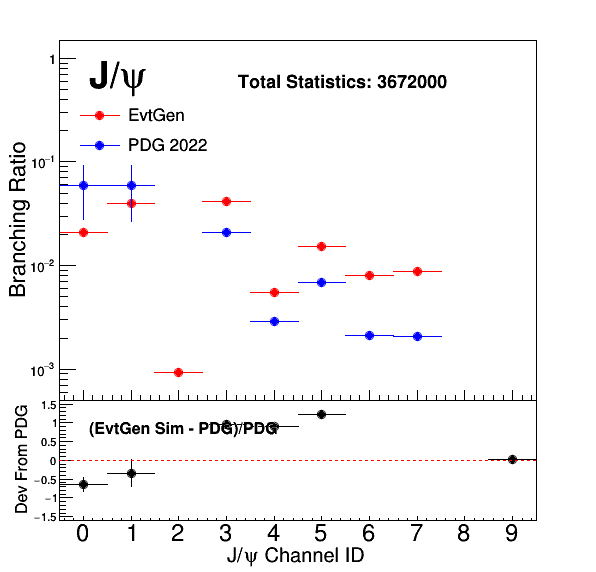 J/ψ
Total Statistics: 3672000
EvtGen
PDG 2022
Branching Ratio
1
10⁻¹
10⁻²
10⁻³
Dev From PDG
(EvtGen Sim - PDG)/PDG
1.5
1
0.5
0
−0.5
−1
−1.5
0 1 2 3 4 5 6 7 8 9
J/ψ Channel ID